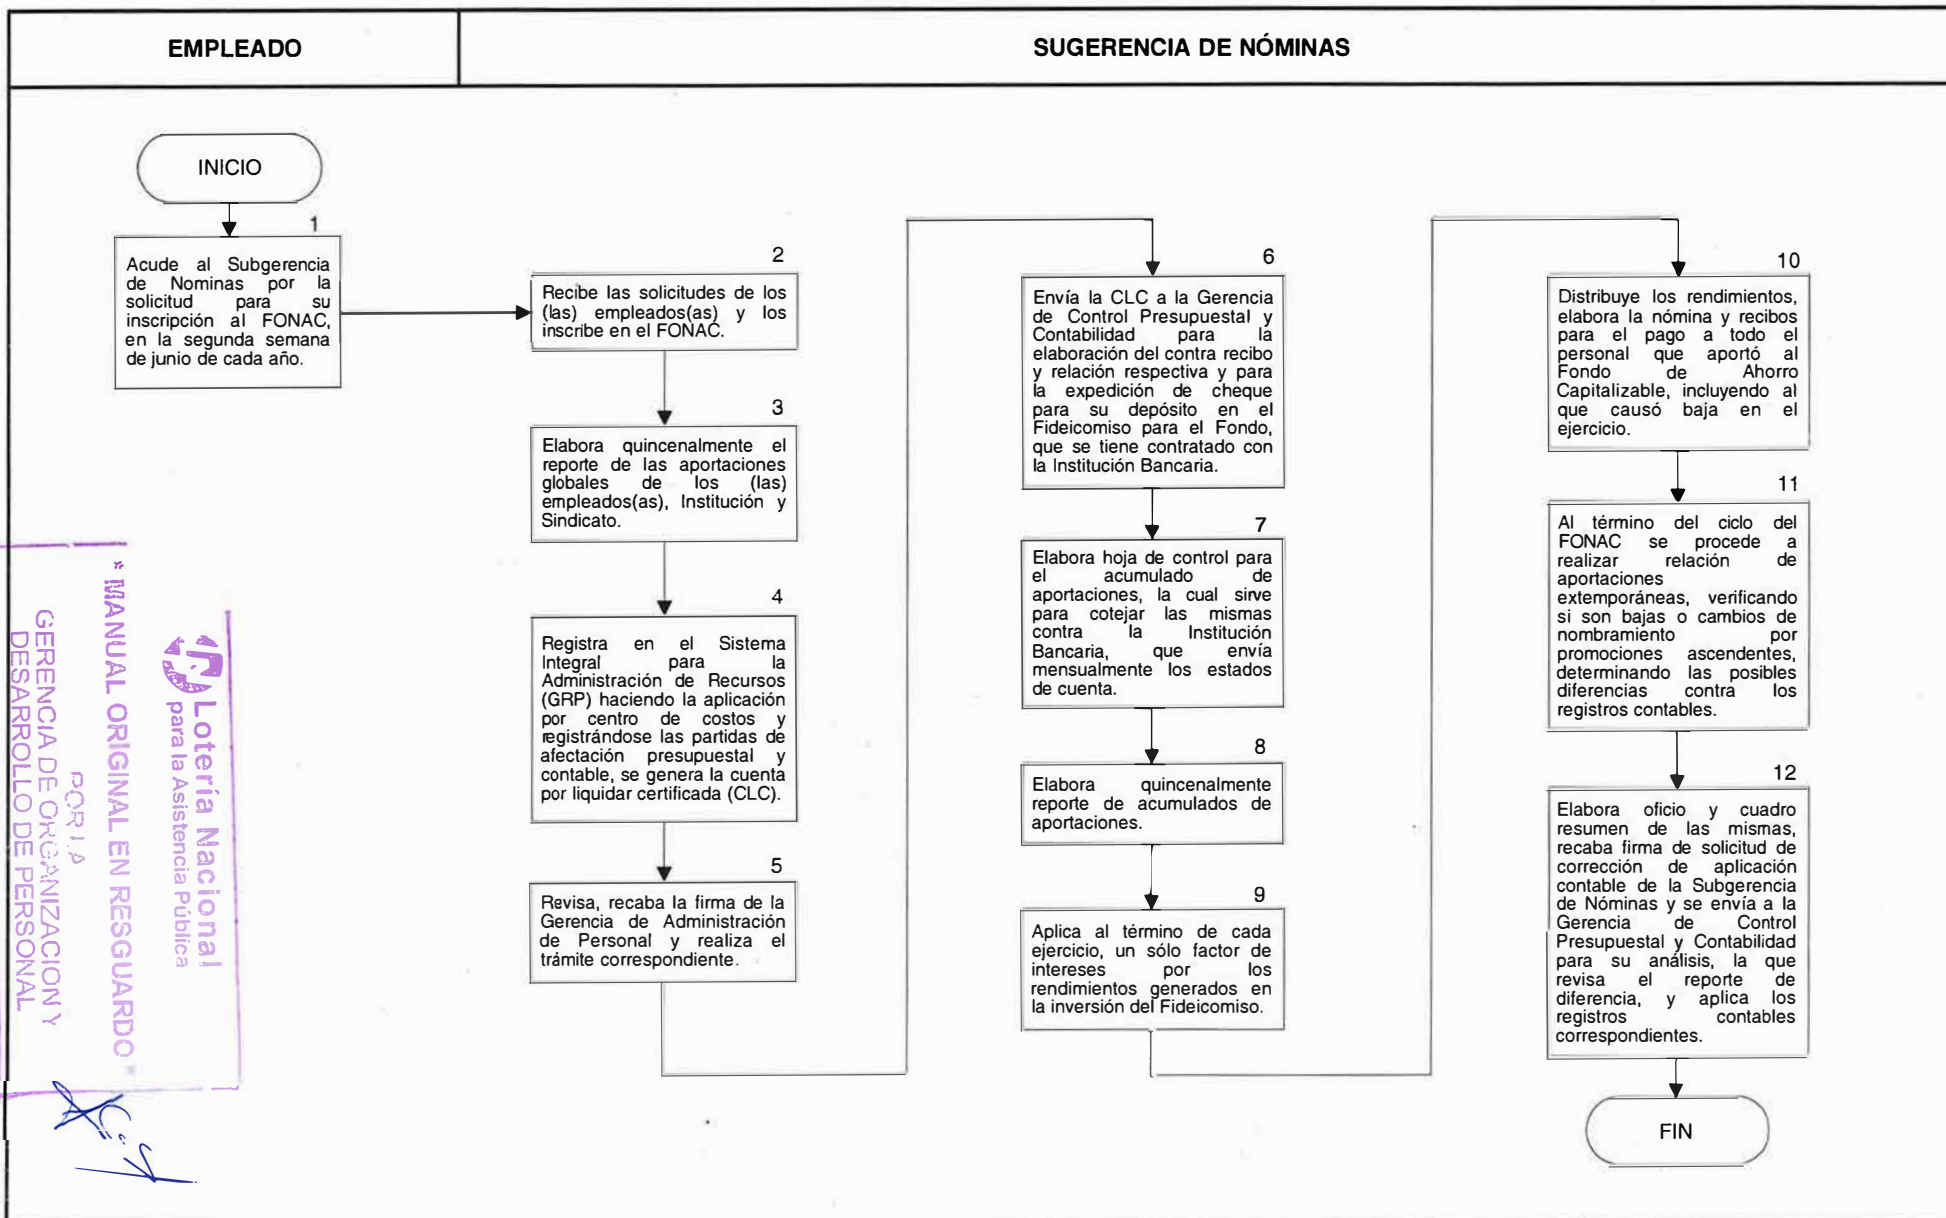 EMPLEADO
SUGERENCIA DE NÓMINAS
INICIO
1
Acude al Subgerencia
de Nominas por la
solicitud para su
inscripción al FONAC,
en la segunda semana
de junio de cada año.
2
Recibe las solicitudes de los
(las) empleados(as) y los
inscribe en el FONAC.
3
Elabora quincenalmente el
reporte de las aportaciones
globales de los (las)
empleados(as), Institución y
Sindicato.
4
Registra en el Sistema
Integral para la
Administración de Recursos
(GRP) haciendo la aplicación
por centro de costos y
registrándose las partidas de
afectación presupuestal y
contable, se genera la cuenta
por liquidar certificada (CLC).
5
Revisa, recaba la firma de la
Gerencia de Administración
de Personal y realiza el
trámite correspondiente.
6
Envía la CLC a la Gerencia
de Control Presupuestal y
Contabilidad para la
elaboración del contra recibo
y relación respectiva y para
la expedición de cheque
para su depósito en el
Fideicomiso para el Fondo,
que se tiene contratado con
la Institución Bancaria.
7
Elabora hoja de control para
el acumulado de
aportaciones, la cual sirve
para cotejar las mismas
contra la Institución
Bancaria, que envía
mensualmente los estados
de cuenta.
8
Elabora quincenalmente
reporte de acumulados de
aportaciones.
9
Aplica al término de cada
ejercicio, un sólo factor de
intereses por los
rendimientos generados en
la inversión del Fideicomiso.
10
Distribuye los rendimientos,
elabora la nómina y recibos
para el pago a todo el
personal que aportó al
Fondo de Ahorro
Capitalizable, incluyendo al
que causó baja en el
ejercicio.
11
Al término del ciclo del
FONAC se procede a
realizar relación de
aportaciones
extemporáneas, verificando
si son bajas o cambios de
nombramiento por
promociones ascendentes,
determinando las posibles
diferencias contra los
registros contables.
12
Elabora oficio y cuadro
resumen de las mismas,
recaba firma de solicitud de
corrección de aplicación
contable de la Subgerencia
de Nóminas y se envía a la
Gerencia de Control
Presupuestal y Contabilidad
para su análisis, la que
revisa el reporte de
diferencia, y aplica los
registros contables
correspondientes.
FIN
Lotería Nacional
para la Asistencia Pública
" MANUAL ORIGINAL EN RESGUARDO "
POR LA
GERENCIA DE ORGANIZACION Y
DESARROLLO DE PERSONAL